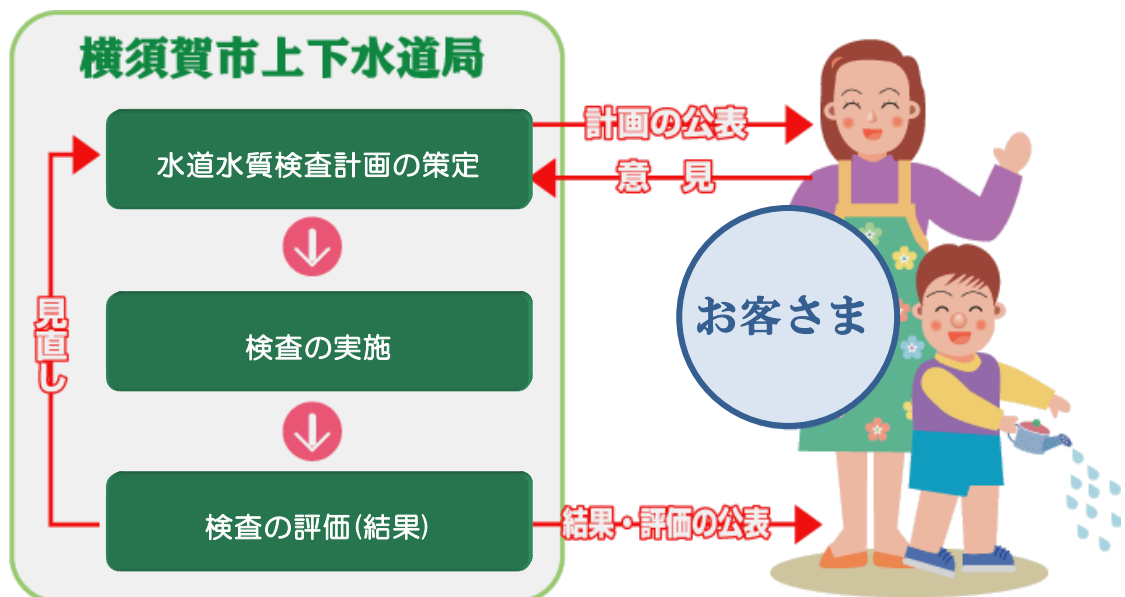 横須賀市上下水道局
水道水質検査計画の策定
計画の公表
意 見
見直し
検査の実施
お客さま
検査の評価(結果)
結果・評価の公表